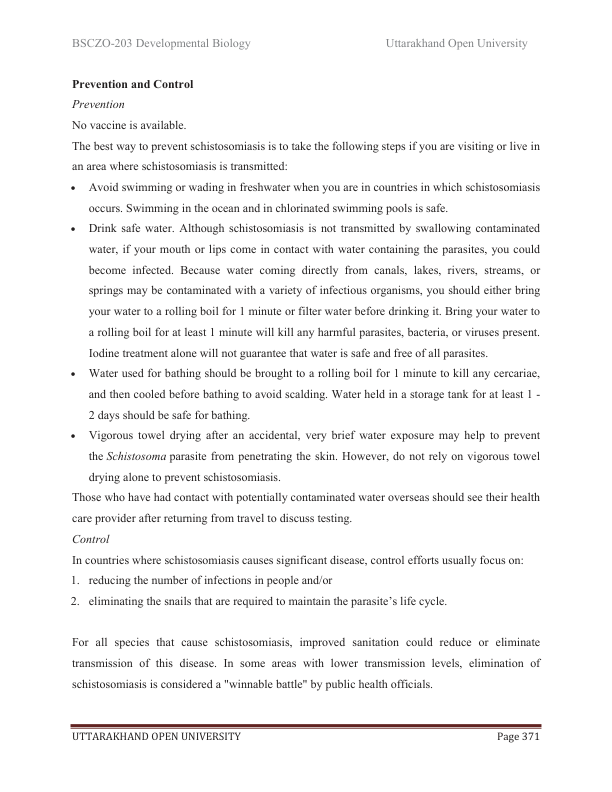 BSCZO-203 Developmental Biology Uttarakhand Open University
Prevention and Control
Prevention
No vaccine is available.
The best way to prevent schistosomiasis is to take the following steps if you are visiting or live in
an area where schistosomiasis is transmitted:
• Avoid swimming or wading in freshwater when you are in countries in which schistosomiasis
occurs. Swimming in the ocean and in chlorinated swimming pools is safe.
• Drink safe water. Although schistosomiasis is not transmitted by swallowing contaminated
water, if your mouth or lips come in contact with water containing the parasites, you could
become infected. Because water coming directly from canals, lakes, rivers, streams, or
springs may be contaminated with a variety of infectious organisms, you should either bring
your water to a rolling boil for 1 minute or filter water before drinking it. Bring your water to
a rolling boil for at least 1 minute will kill any harmful parasites, bacteria, or viruses present.
Iodine treatment alone will not guarantee that water is safe and free of all parasites.
• Water used for bathing should be brought to a rolling boil for 1 minute to kill any cercariae,
and then cooled before bathing to avoid scalding. Water held in a storage tank for at least 1 -
2 days should be safe for bathing.
• Vigorous towel drying after an accidental, very brief water exposure may help to prevent
the Schistosoma parasite from penetrating the skin. However, do not rely on vigorous towel
drying alone to prevent schistosomiasis.
Those who have had contact with potentially contaminated water overseas should see their health
care provider after returning from travel to discuss testing.
Control
In countries where schistosomiasis causes significant disease, control efforts usually focus on:
1. reducing the number of infections in people and/or
2. eliminating the snails that are required to maintain the parasite’s life cycle.
For all species that cause schistosomiasis, improved sanitation could reduce or eliminate
transmission of this disease. In some areas with lower transmission levels, elimination of
schistosomiasis is considered a "winnable battle" by public health officials.
UTTARAKHAND OPEN UNIVERSITY Page 371